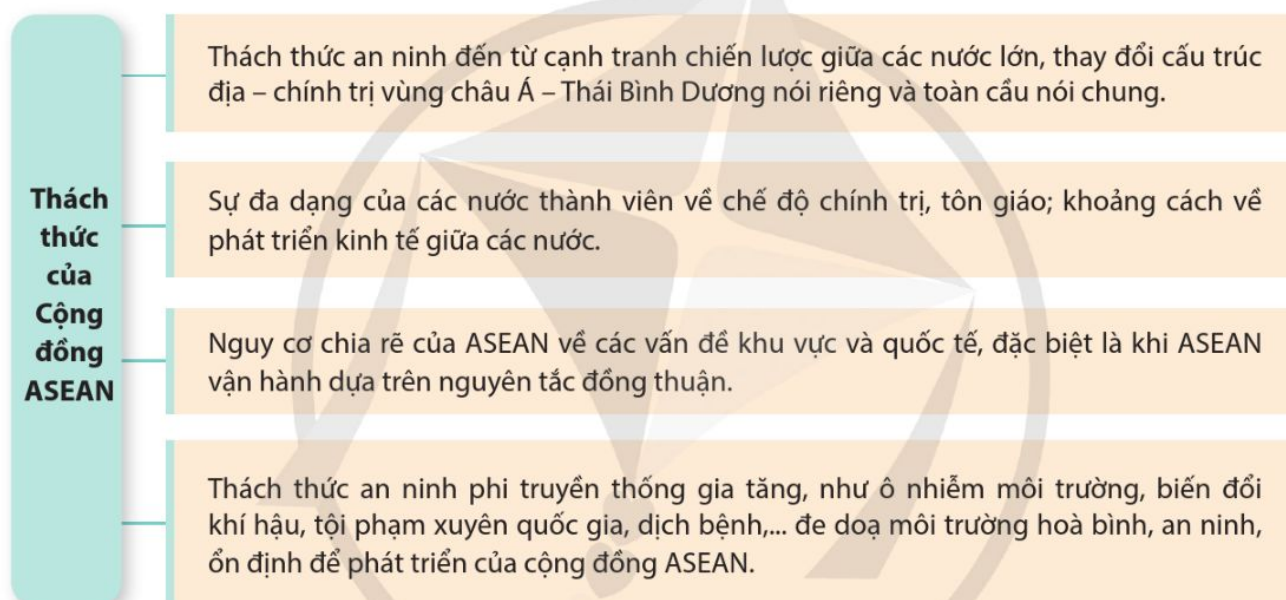 Thách
thức
của
Cộng
đồng
ASEAN
Thách thức an ninh đến từ cạnh tranh chiến lược giữa các nước lớn, thay đổi cấu trúc
địa – chính trị vùng châu Á – Thái Bình Dương nói riêng và toàn cầu nói chung.
Sự đa dạng của các nước thành viên về chế độ chính trị, tôn giáo; khoảng cách về
phát triển kinh tế giữa các nước.
Nguy cơ chia rẽ của ASEAN về các vấn đề khu vực và quốc tế, đặc biệt là khi ASEAN
vận hành dựa trên nguyên tắc đồng thuận.
Thách thức an ninh phi truyền thống gia tăng, như ô nhiễm môi trường, biến đổi
khí hậu, tội phạm xuyên quốc gia, dịch bệnh,... đe doạ môi trường hoà bình, an ninh,
ổn định để phát triển của cộng đồng ASEAN.